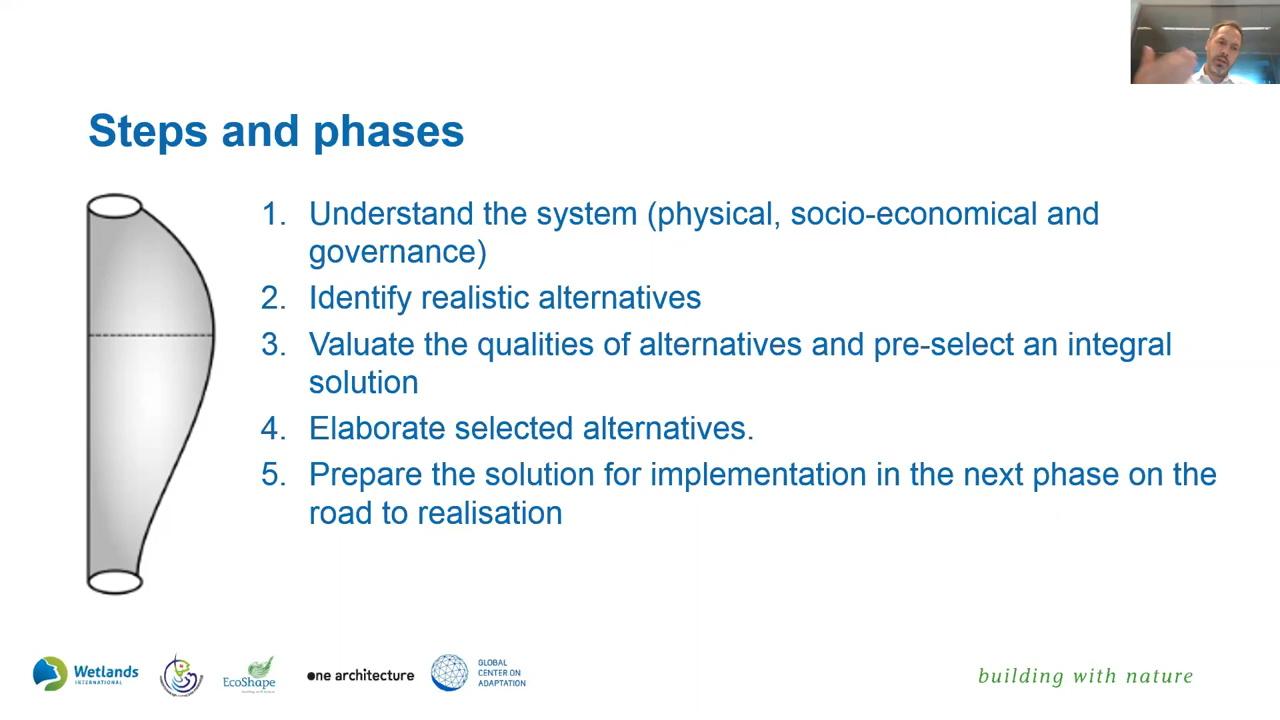 Steps and phases
1. Understand the system (physical, socio-economical and
governance)
2. Identify realistic alternatives
3. Valuate the qualities of alternatives and pre-select an integral
solution
4. Elaborate selected alternatives.
5. Prepare the solution for implementation in the next phase on the
road to realisation
Wetlands
INTERNATIONAL
EcoShape
one architecture
GLOBAL
CENTER ON
ADAPTATION
building with nature